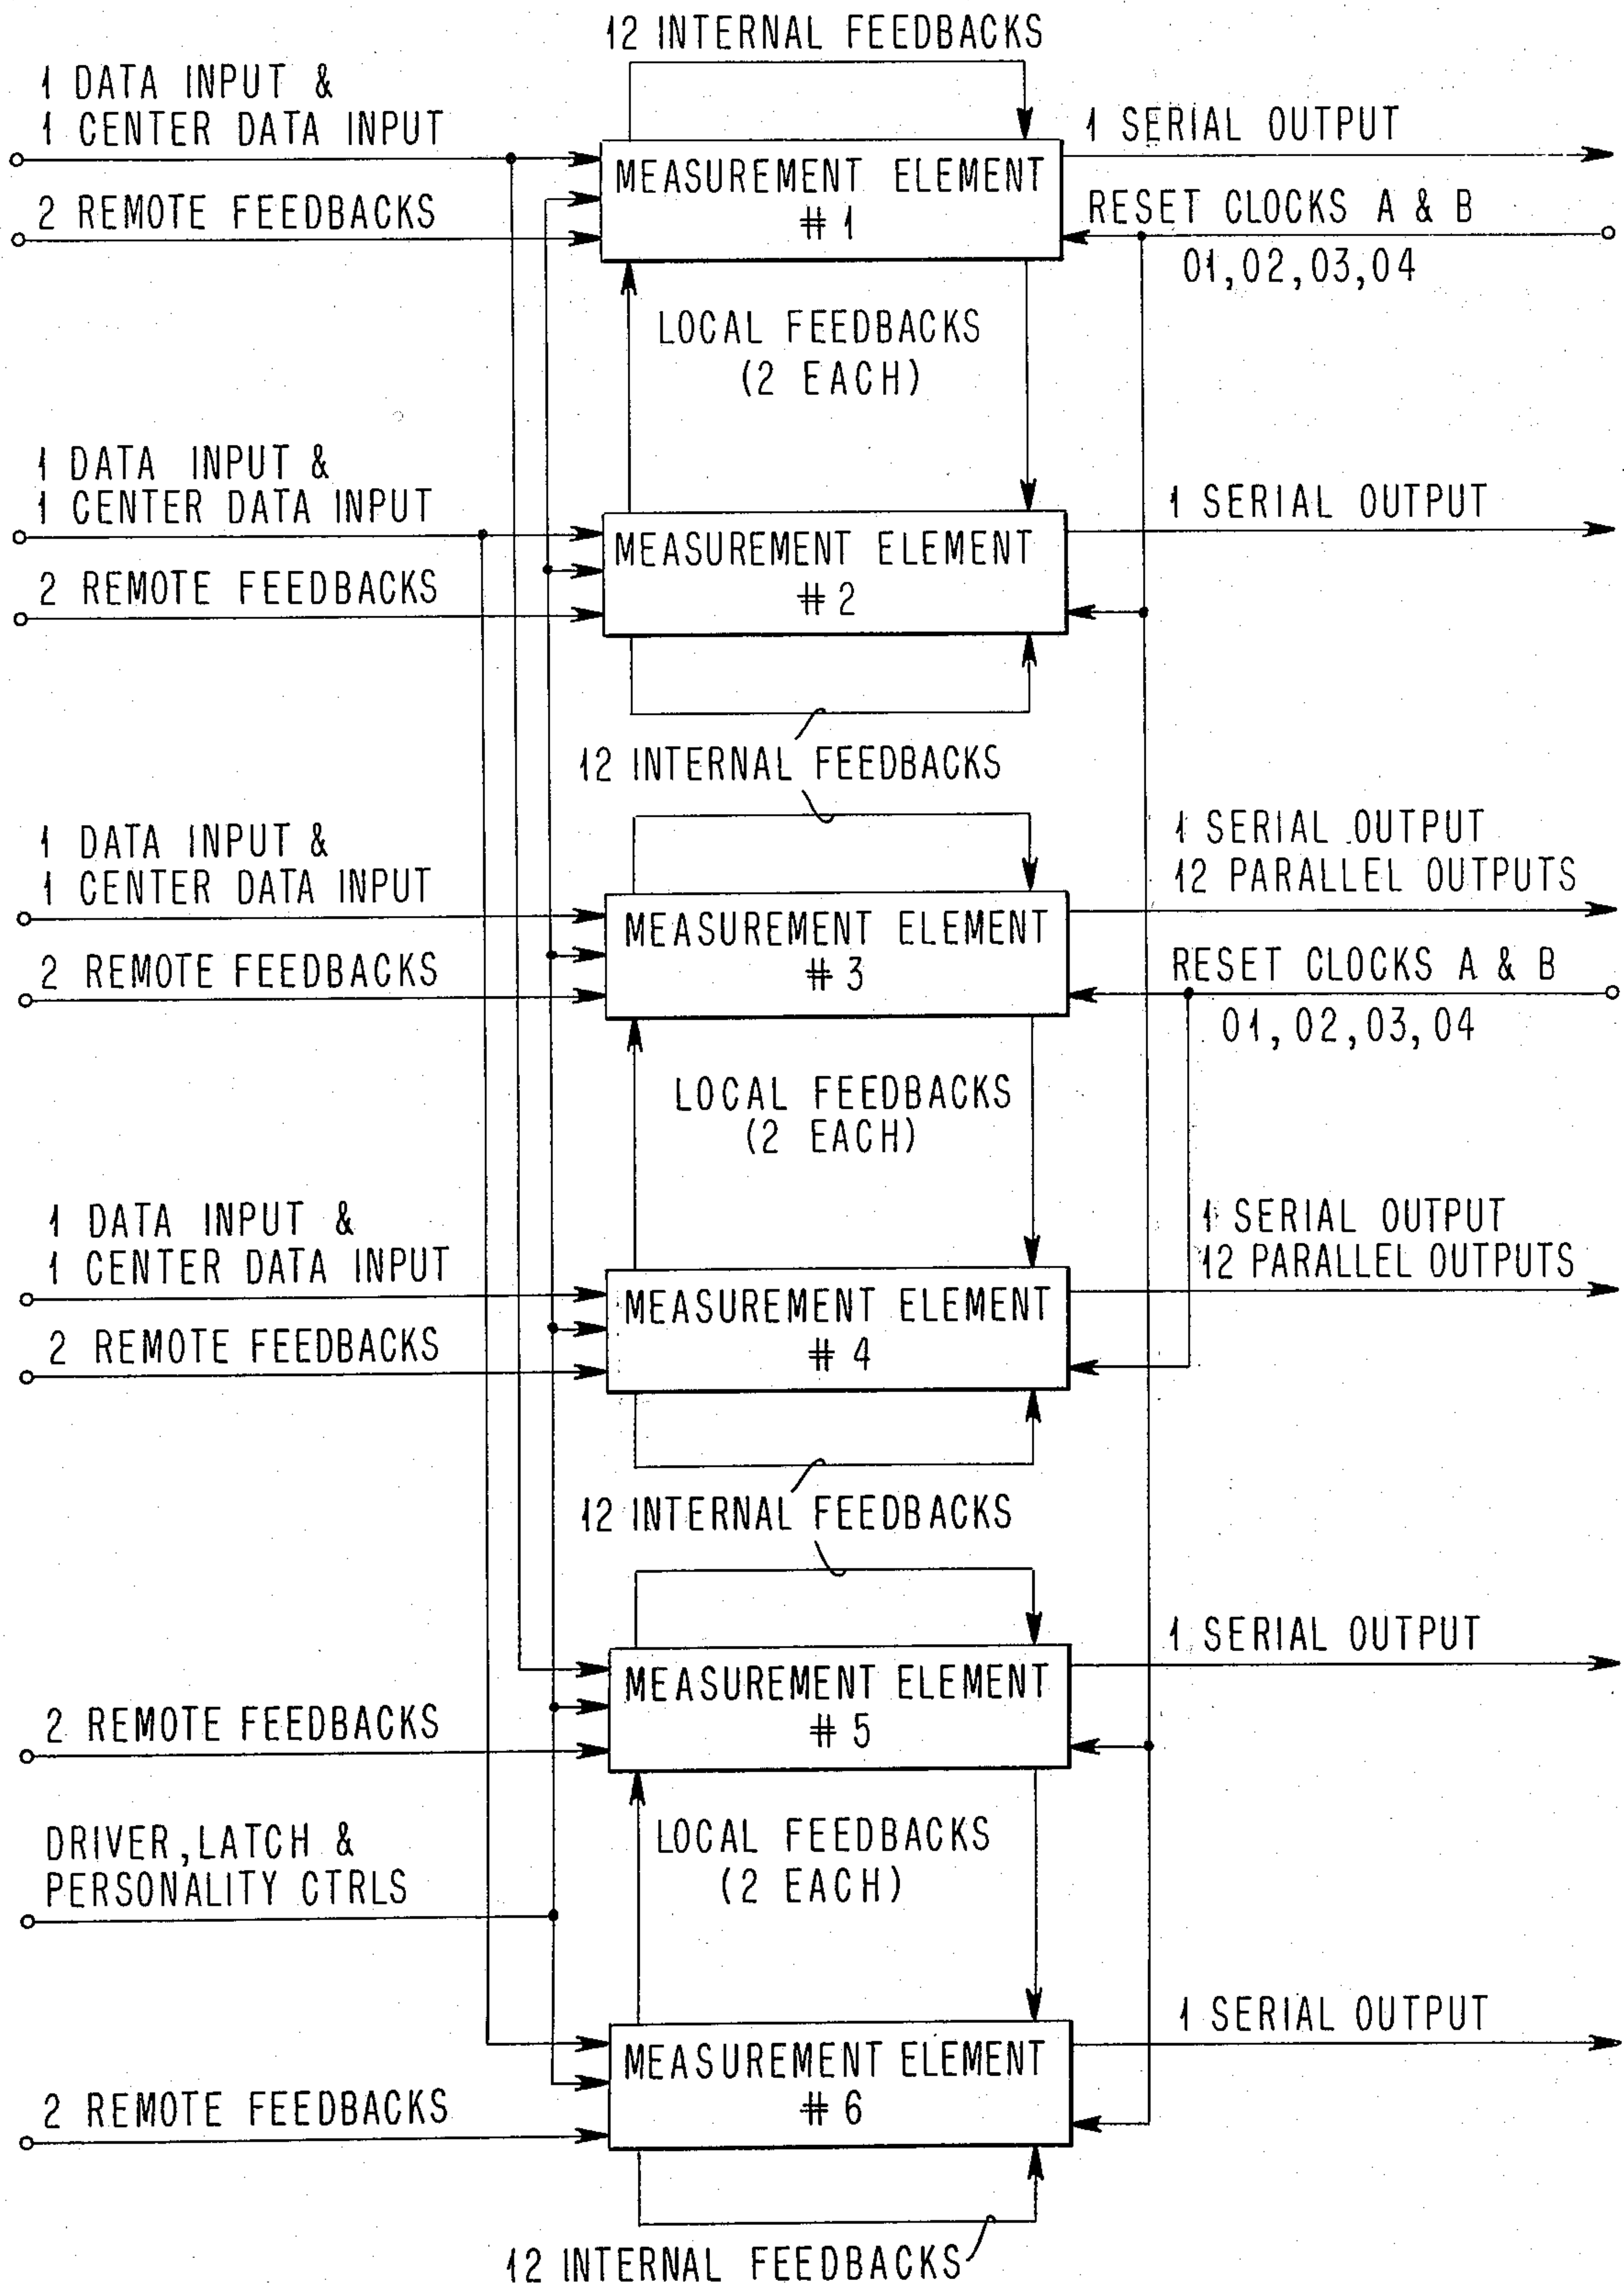 12 INTERNAL FEEDBACKS
1 DATA INPUT &
1 CENTER DATA INPUT
2 REMOTE FEEDBACKS
MEASUREMENT ELEMENT
# 1
1 SERIAL OUTPUT
RESET CLOCKS A & B
01,02,03,04
LOCAL FEEDBACKS
(2 EACH)
1 DATA INPUT &
1 CENTER DATA INPUT
2 REMOTE FEEDBACKS
MEASUREMENT ELEMENT
# 2
1 SERIAL OUTPUT
12 INTERNAL FEEDBACKS
1 DATA INPUT &
1 CENTER DATA INPUT
2 REMOTE FEEDBACKS
MEASUREMENT ELEMENT
# 3
1 SERIAL OUTPUT
12 PARALLEL OUTPUTS
RESET CLOCKS A & B
01, 02,03,04
LOCAL FEEDBACKS
(2 EACH)
1 DATA INPUT &
1 CENTER DATA INPUT
2 REMOTE FEEDBACKS
MEASUREMENT ELEMENT
# 4
1 SERIAL OUTPUT
12 PARALLEL OUTPUTS
12 INTERNAL FEEDBACKS
2 REMOTE FEEDBACKS
MEASUREMENT ELEMENT
# 5
1 SERIAL OUTPUT
DRIVER, LATCH &
PERSONALITY CTRLS
LOCAL FEEDBACKS
(2 EACH)
2 REMOTE FEEDBACKS
MEASUREMENT ELEMENT
# 6
1 SERIAL OUTPUT
12 INTERNAL FEEDBACKS